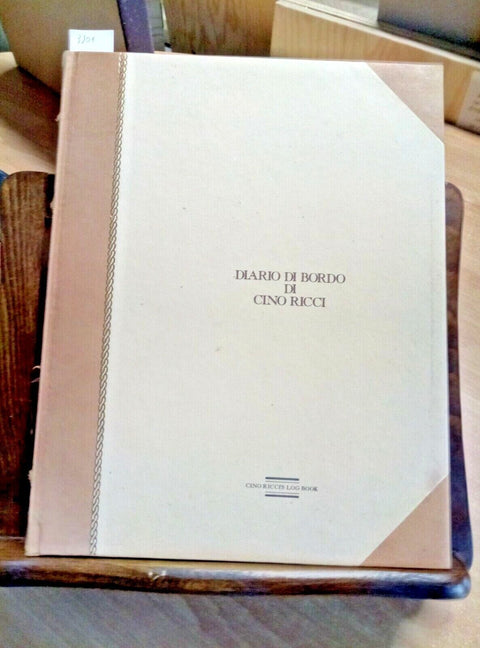 DIARIO DI BORDO
DI
CINO RICCI
CINO RICCI'S LOG BOOK